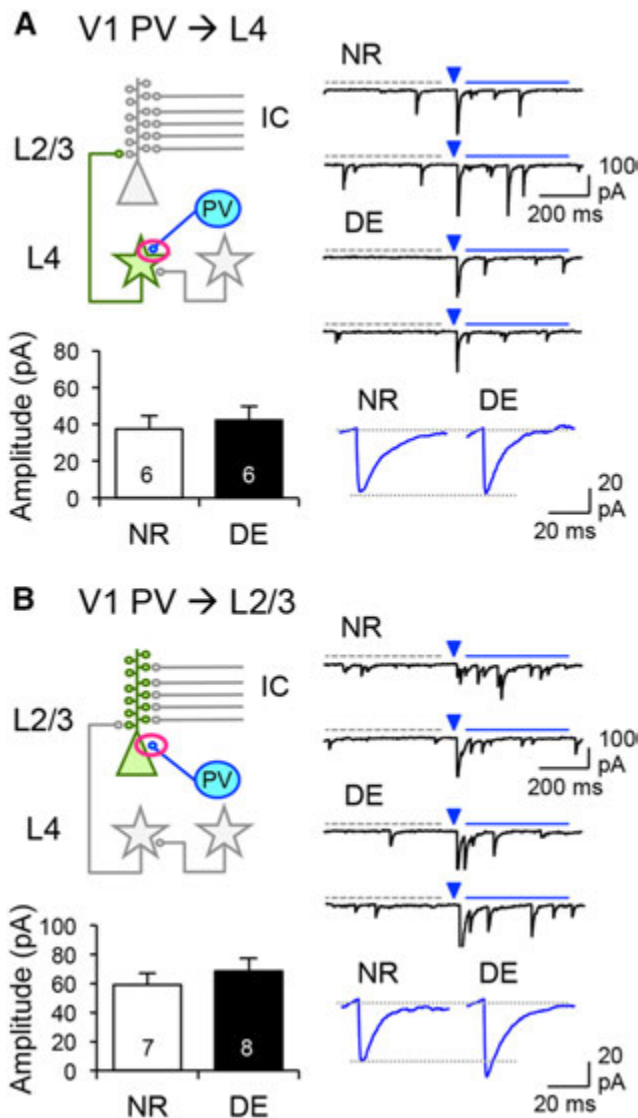 A V1 PV → L4
NR
IC
L2/3
100
pA
200 ms
PV
L4
DE
80
60
40
20
0
Amplitude (pA)
6
6
NR
DE
NR
DE
20
pA
20 ms
B V1 PV → L2/3
NR
IC
L2/3
100
pA
200 ms
PV
L4
DE
100
80
60
40
20
0
Amplitude (pA)
7
8
NR
DE
NR
DE
20
pA
20 ms